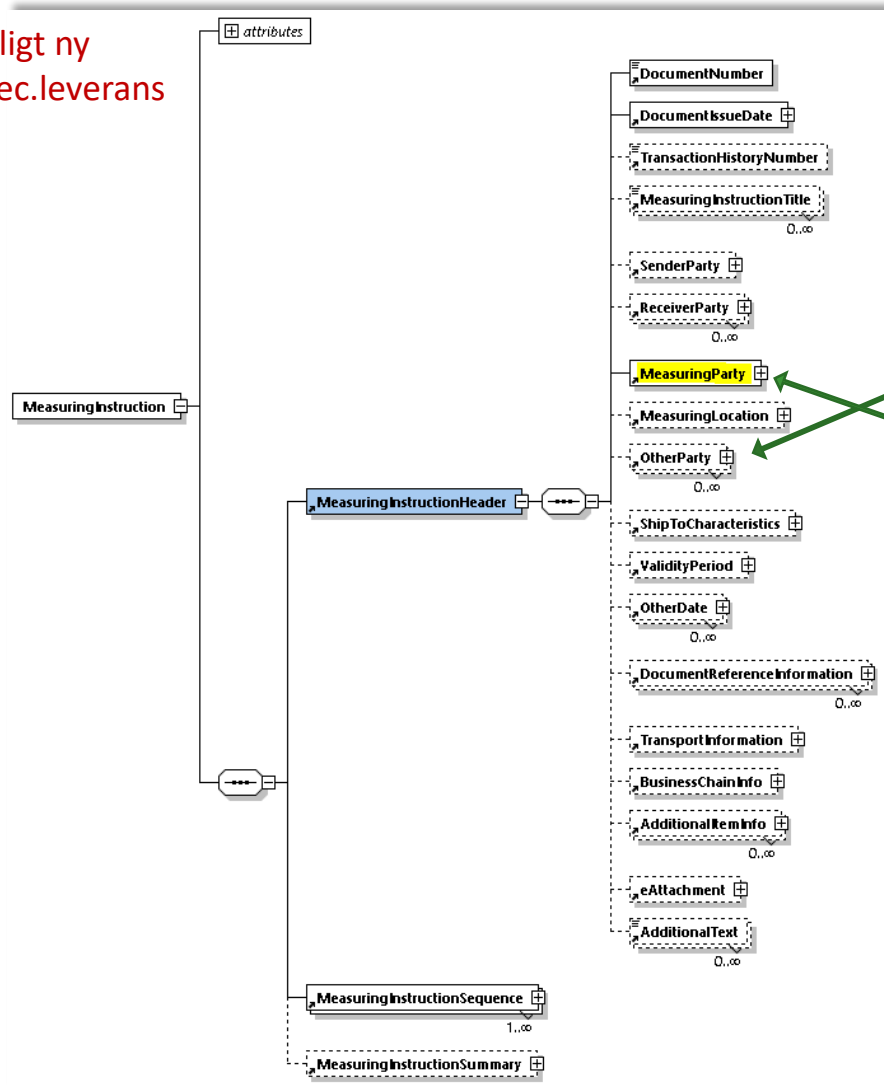 ligt ny
ec.leverans
attributes
DocumentNumber
DocumentIssueDate
TransactionHistoryNumber
MeasuringInstructionTitle
0..∞
SenderParty
ReceiverParty
0..∞
MeasuringParty
MeasuringInstruction
MeasuringLocation
OtherParty
0..∞
MeasuringInstructionHeader
ShipToCharacteristics
ValidityPeriod
OtherDate
0..∞
DocumentReferenceInformation
0..∞
TransportInformation
BusinessChainInfo
AdditionalItemInfo
0..∞
eAttachment
AdditionalText
0..∞
MeasuringInstructionSequence
1..∞
MeasuringInstructionSummary